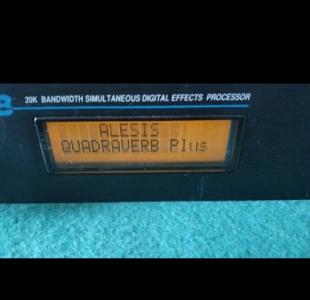 20K BANDWIDTH SIMULTANEOUS DIGITAL EFFECTS PROCESSOR
ALESIS
QUADRAVERB Plus